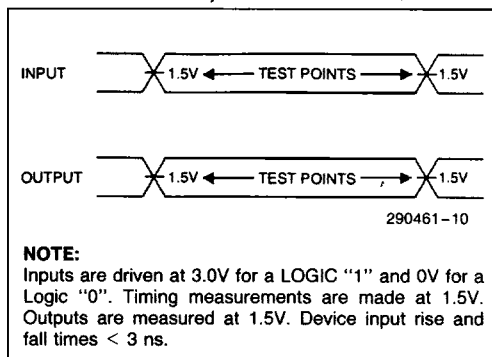 INPUT 1.5V TEST POINTS 1.5V
OUTPUT 1.5V TEST POINTS 1.5V
290461-10
NOTE:
Inputs are driven at 3.0V for a LOGIC "1" and 0V for a
Logic "0". Timing measurements are made at 1.5V.
Outputs are measured at 1.5V. Device input rise and
fall times < 3 ns.